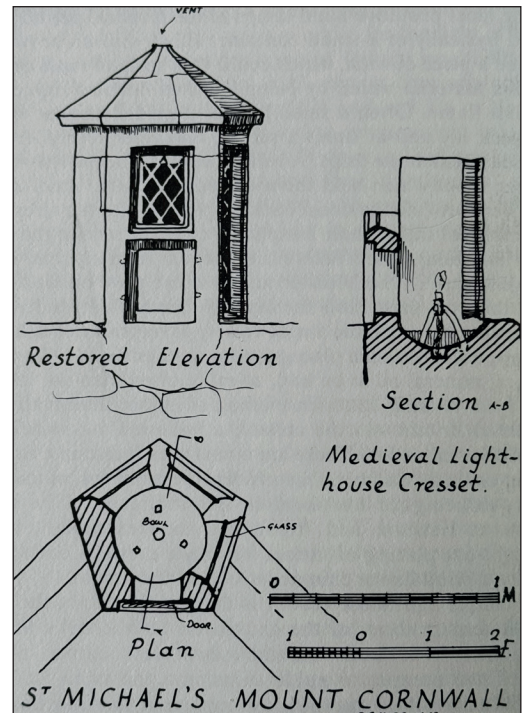 VENT
Restored Elevation
Section A-B
Medieval Light-
house Cresset.
B
BOWL
GLASS
A
DOOR.
Plan
0 1 M
1 0 1 2 F.
ST MICHAEL'S MOUNT CORNWALL